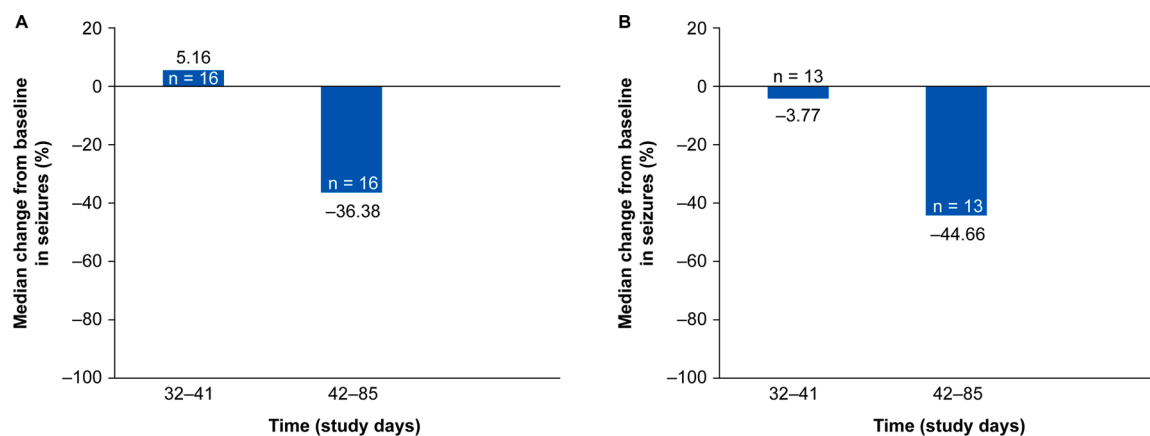 A
Median change from baseline
in seizures (%)
20
0
–20
–40
–60
–80
–100
5.16
n = 16
n = 16
–36.38
32–41
42–85
Time (study days)
B
Median change from baseline
in seizures (%)
20
0
–20
–40
–60
–80
–100
n = 13
–3.77
n = 13
–44.66
32–41
42–85
Time (study days)